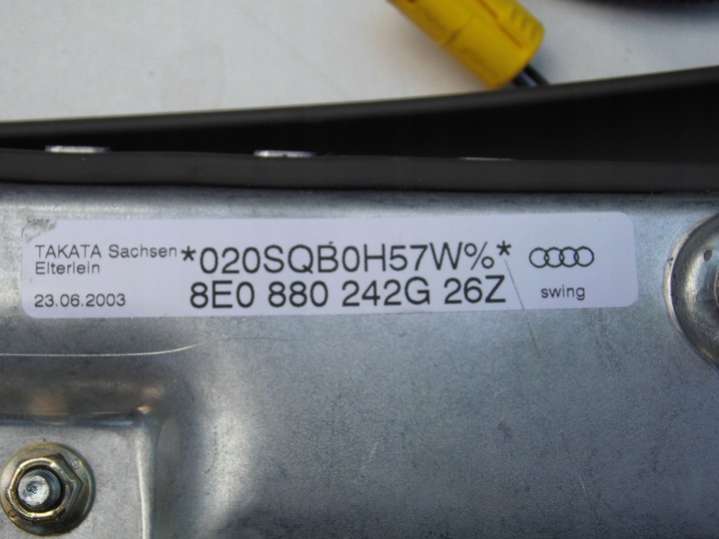 TAKATA Sachsen
Elterlein
23.06.2003
*020SQB0H57W%*
8E0 880 242G 26Z
swing